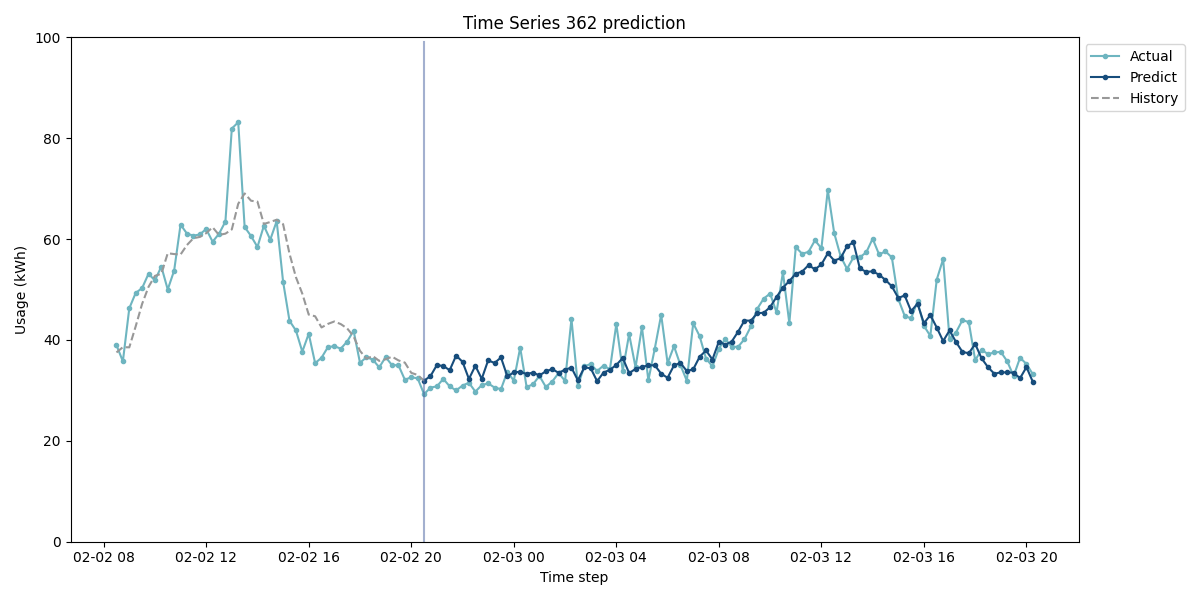 Time Series 362 prediction
Actual
Predict
History
100
80
60
40
20
0
Usage (kWh)
02-02 08
02-02 12
02-02 16
02-02 20
02-03 00
02-03 04
02-03 08
02-03 12
02-03 16
02-03 20
Time step